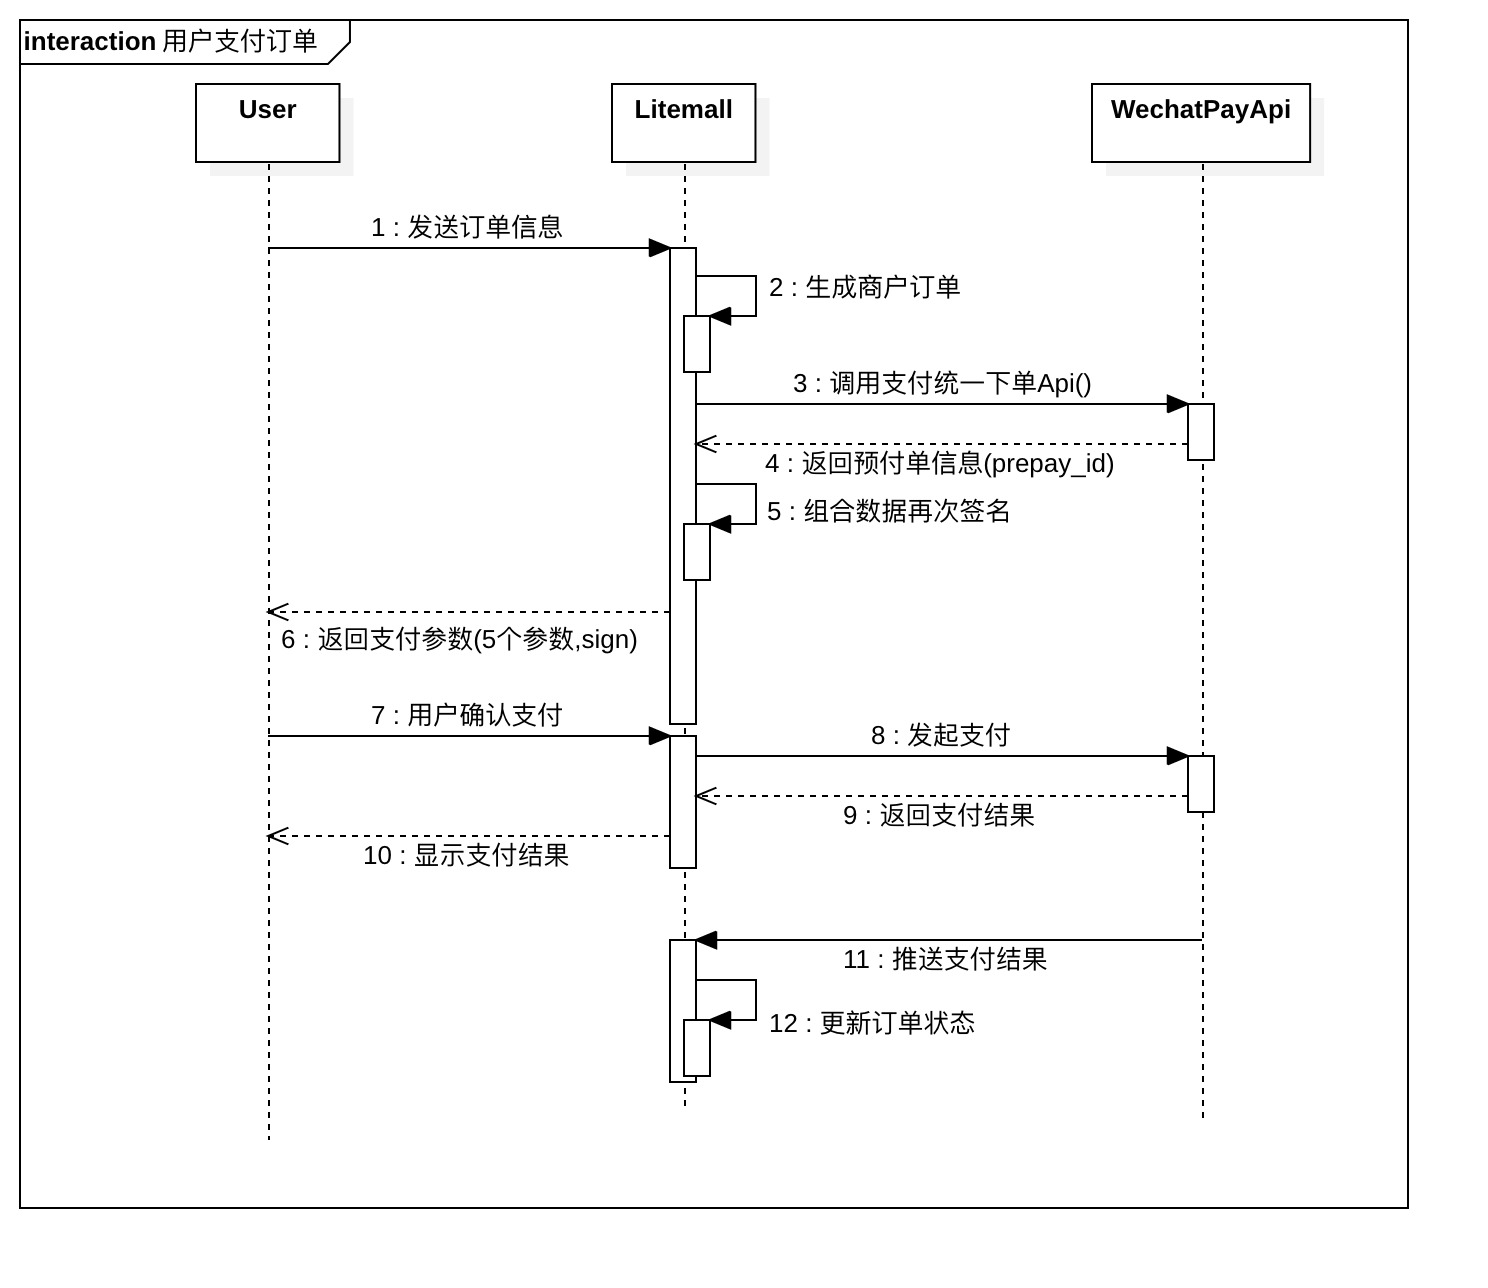 interaction 用户支付订单
User
Litemall
WechatPayApi
1 : 发送订单信息
2 : 生成商户订单
3 : 调用支付统一下单Api()
4 : 返回预付单信息(prepay_id)
5 : 组合数据再次签名
6 : 返回支付参数(5个参数,sign)
7 : 用户确认支付
8 : 发起支付
9 : 返回支付结果
10 : 显示支付结果
11 : 推送支付结果
12 : 更新订单状态